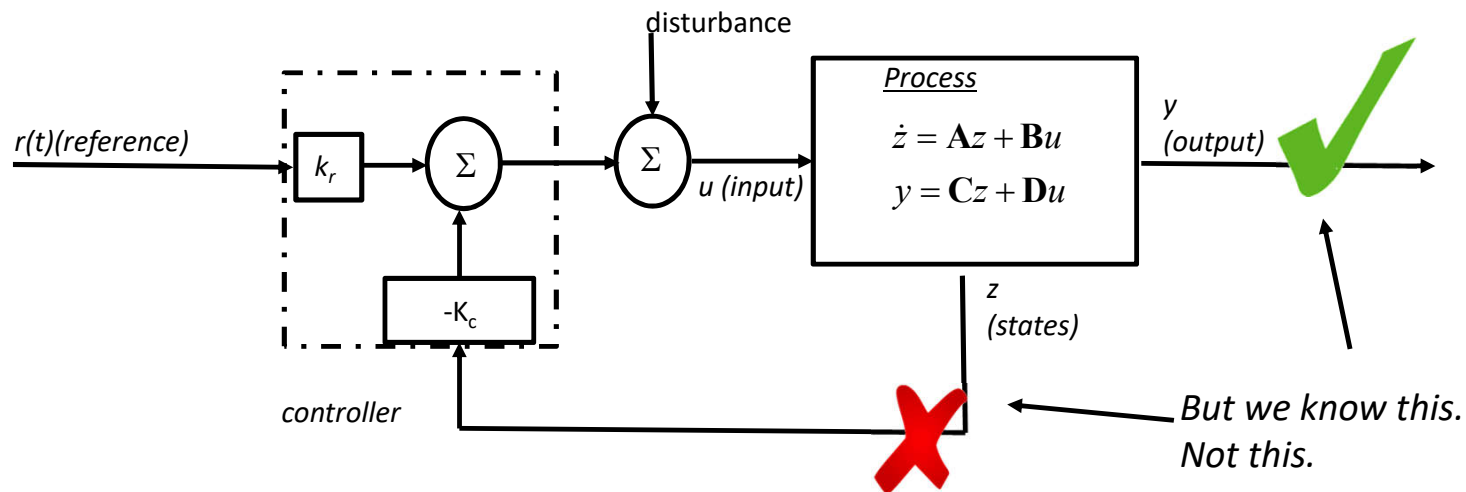 disturbance
r(t)(reference)
k_r
Σ
Σ
u (input)
Process
ż = Az + Bu
y = Cz + Du
y
(output)
-K_c
z
(states)
controller
But we know this.
Not this.